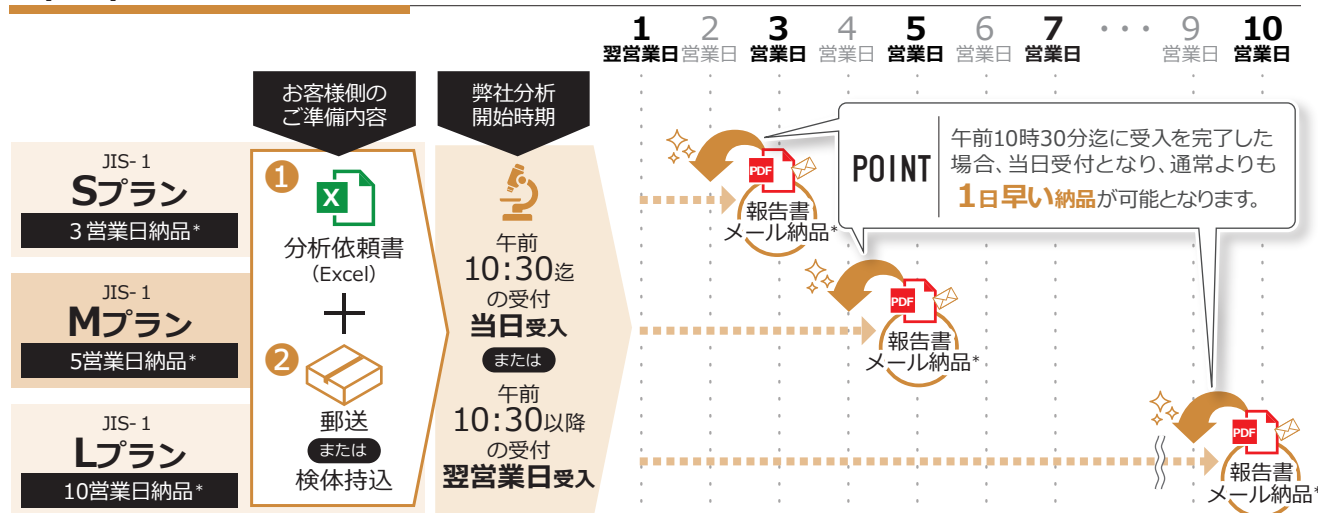 1 2 3 4 5 6 7 ・・・ 9 10
翌営業日 営業日 営業日 営業日 営業日 営業日 営業日 営業日 営業日
お客様側の
ご準備内容
弊社分析
開始時期
JIS-1
Sプラン
3営業日納品*
JIS-1
Mプラン
5営業日納品*
JIS-1
Lプラン
10営業日納品*
1
X
分析依頼書
(Excel)
+
2
郵送
または
検体持込
午前
10:30迄
の受付
当日受入
または
午前
10:30以降
の受付
翌営業日受入
POINT
午前10時30分迄に受入を完了した
場合、当日受付となり、通常よりも
1日早い納品が可能となります。
PDF
報告書
メール納品*
PDF
報告書
メール納品*
PDF
報告書
メール納品*